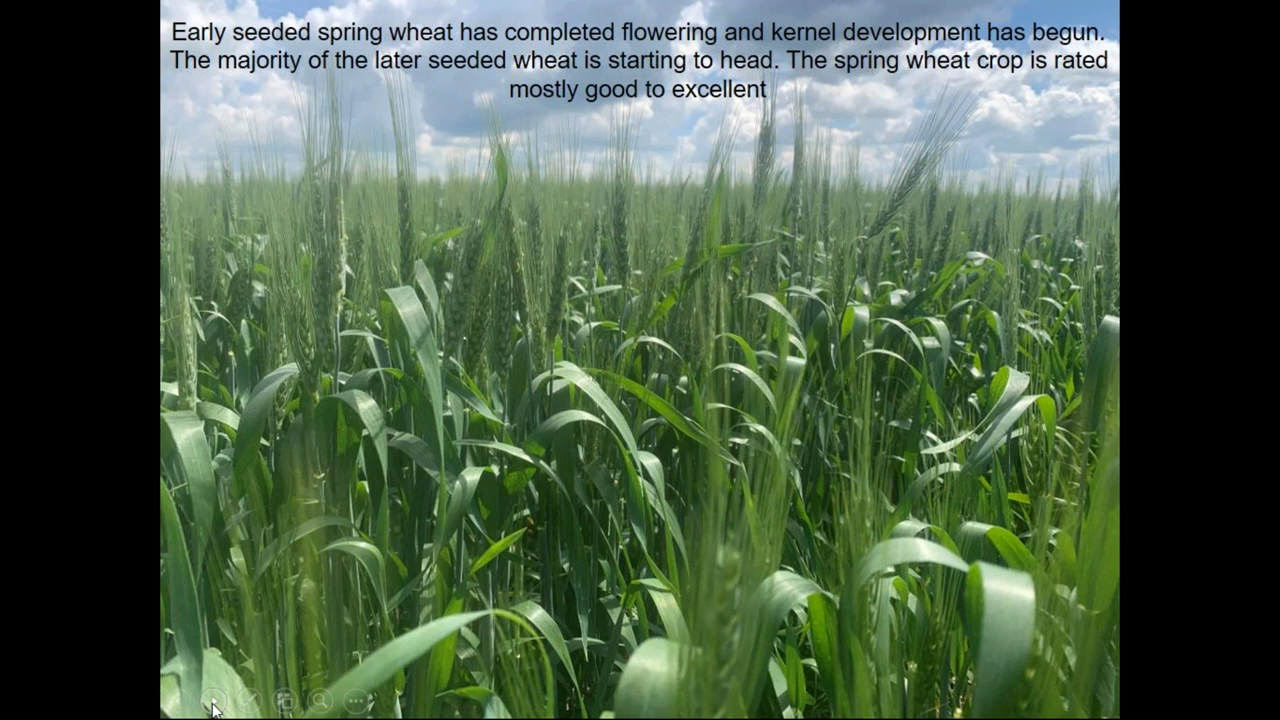 Early seeded spring wheat has completed flowering and kernel development has begun.
The majority of the later seeded wheat is starting to head. The spring wheat crop is rated
mostly good to excellent